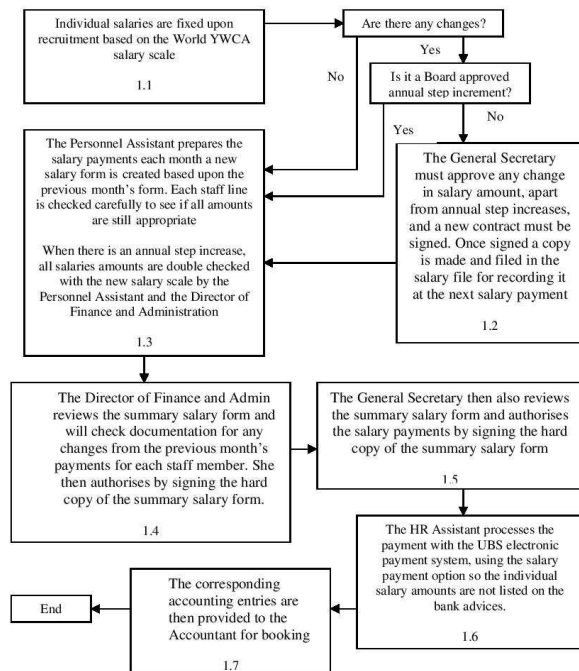 Individual salaries are fixed upon
recruitment based on the World YWCA
salary scale
1.1
Are there any changes?
Yes
No
Is it a Board approved
annual step increment?
Yes
No
The Personnel Assistant prepares the
salary payments each month a new
salary form is created based upon the
previous month's form. Each staff line
is checked carefully to see if all amounts
are still appropriate
When there is an annual step increase,
all salaries amounts are double checked
with the new salary scale by the
Personnel Assistant and the Director of
Finance and Administration
1.3
The General Secretary
must approve any change
in salary amount, apart
from annual step increases,
and a new contract must be
signed. Once signed a copy
is made and filed in the
salary file for recording it
at the next salary payment
1.2
The Director of Finance and Admin
reviews the summary salary form and
will check documentation for any
changes from the previous month's
payments for each staff member. She
then authorises by signing the hard
copy of the summary salary form.
1.4
The General Secretary then also reviews
the summary salary form and authorises
the salary payments by signing the hard
copy of the summary salary form
1.5
The HR Assistant processes the
payment with the UBS electronic
payment system, using the salary
payment option so the individual
salary amounts are not listed on the
bank advices.
1.6
The corresponding
accounting entries are
then provided to the
Accountant for booking
1.7
End